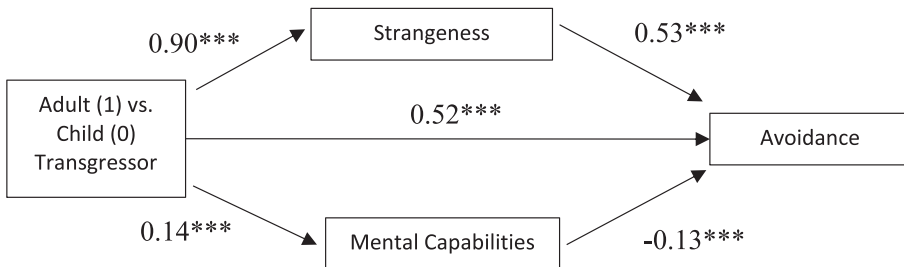 Strangeness
0.90***
0.53***
Adult (1) vs.
Child (0)
Transgressor
0.52***
Avoidance
0.14***
Mental Capabilities
-0.13***